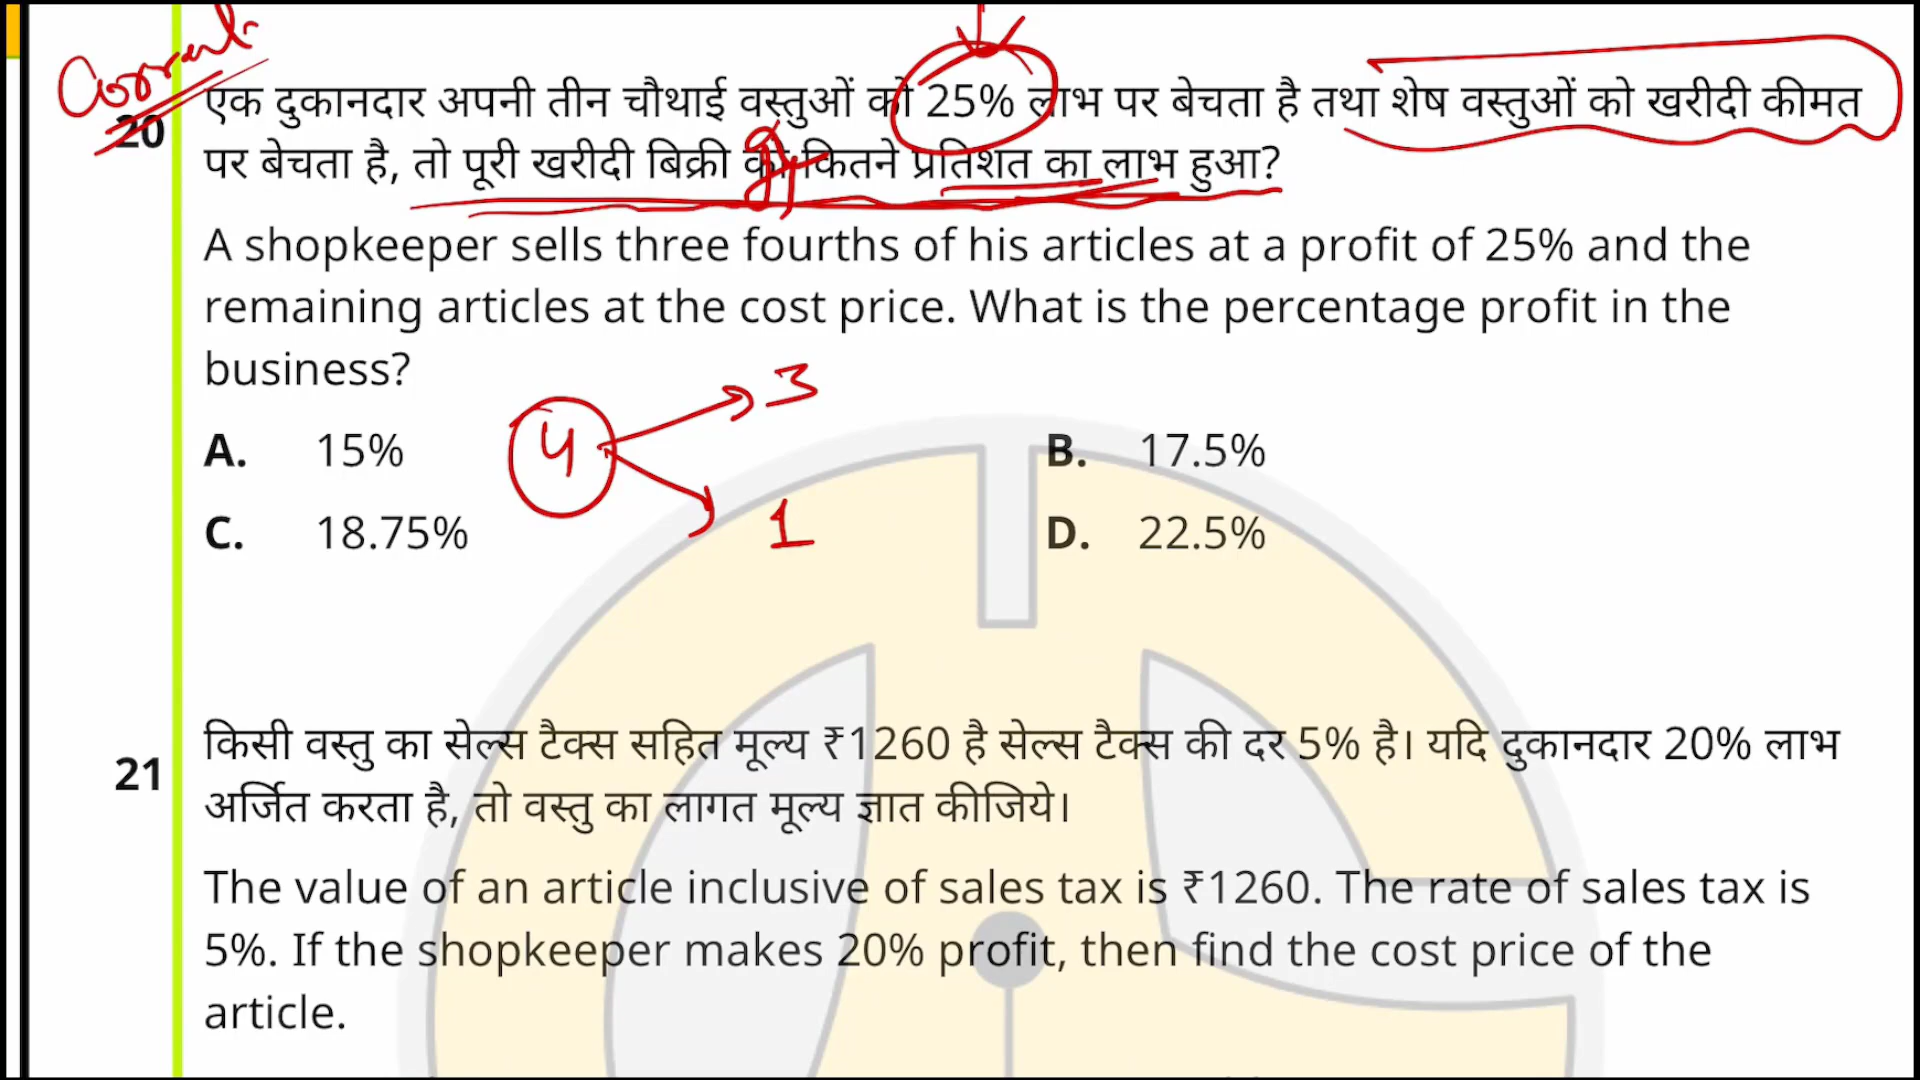 Correct
20 एक दुकानदार अपनी तीन चौथाई वस्तुओं को 25% लाभ पर बेचता है तथा शेष वस्तुओं को खरीदी कीमत
पर बेचता है, तो पूरी खरीदी बिक्री को कितने प्रतिशत का लाभ हुआ?
A shopkeeper sells three fourths of his articles at a profit of 25% and the
remaining articles at the cost price. What is the percentage profit in the
business?
4 3
1
A. 15% B. 17.5%
C. 18.75% D. 22.5%
21 किसी वस्तु का सेल्स टैक्स सहित मूल्य ₹1260 है सेल्स टैक्स की दर 5% है। यदि दुकानदार 20% लाभ
अर्जित करता है, तो वस्तु का लागत मूल्य ज्ञात कीजिये।
The value of an article inclusive of sales tax is ₹1260. The rate of sales tax is
5%. If the shopkeeper makes 20% profit, then find the cost price of the
article.